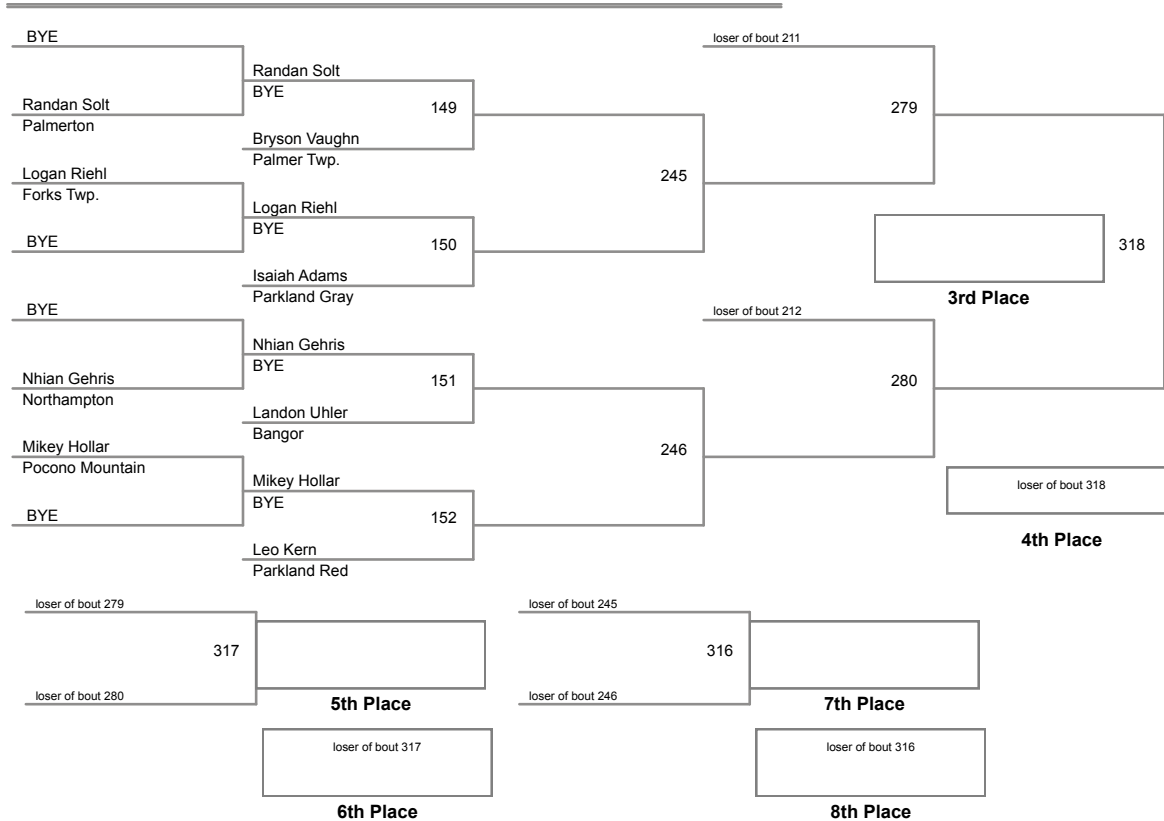 BYE
loser of bout 211
Randan Solt
BYE
149
279
Randan Solt
Palmerton
Bryson Vaughn
Palmer Twp.
Logan Riehl
Forks Twp.
245
Logan Riehl
BYE
150
BYE
318
Isaiah Adams
Parkland Gray
3rd Place
BYE
loser of bout 212
Nhian Gehris
BYE
151
280
Nhian Gehris
Northampton
Landon Uhler
Bangor
Mikey Hollar
Pocono Mountain
246
Mikey Hollar
BYE
152
loser of bout 318
BYE
4th Place
Leo Kern
Parkland Red
loser of bout 279
loser of bout 245
317
316
loser of bout 280
loser of bout 246
5th Place
7th Place
loser of bout 317
loser of bout 316
6th Place
8th Place